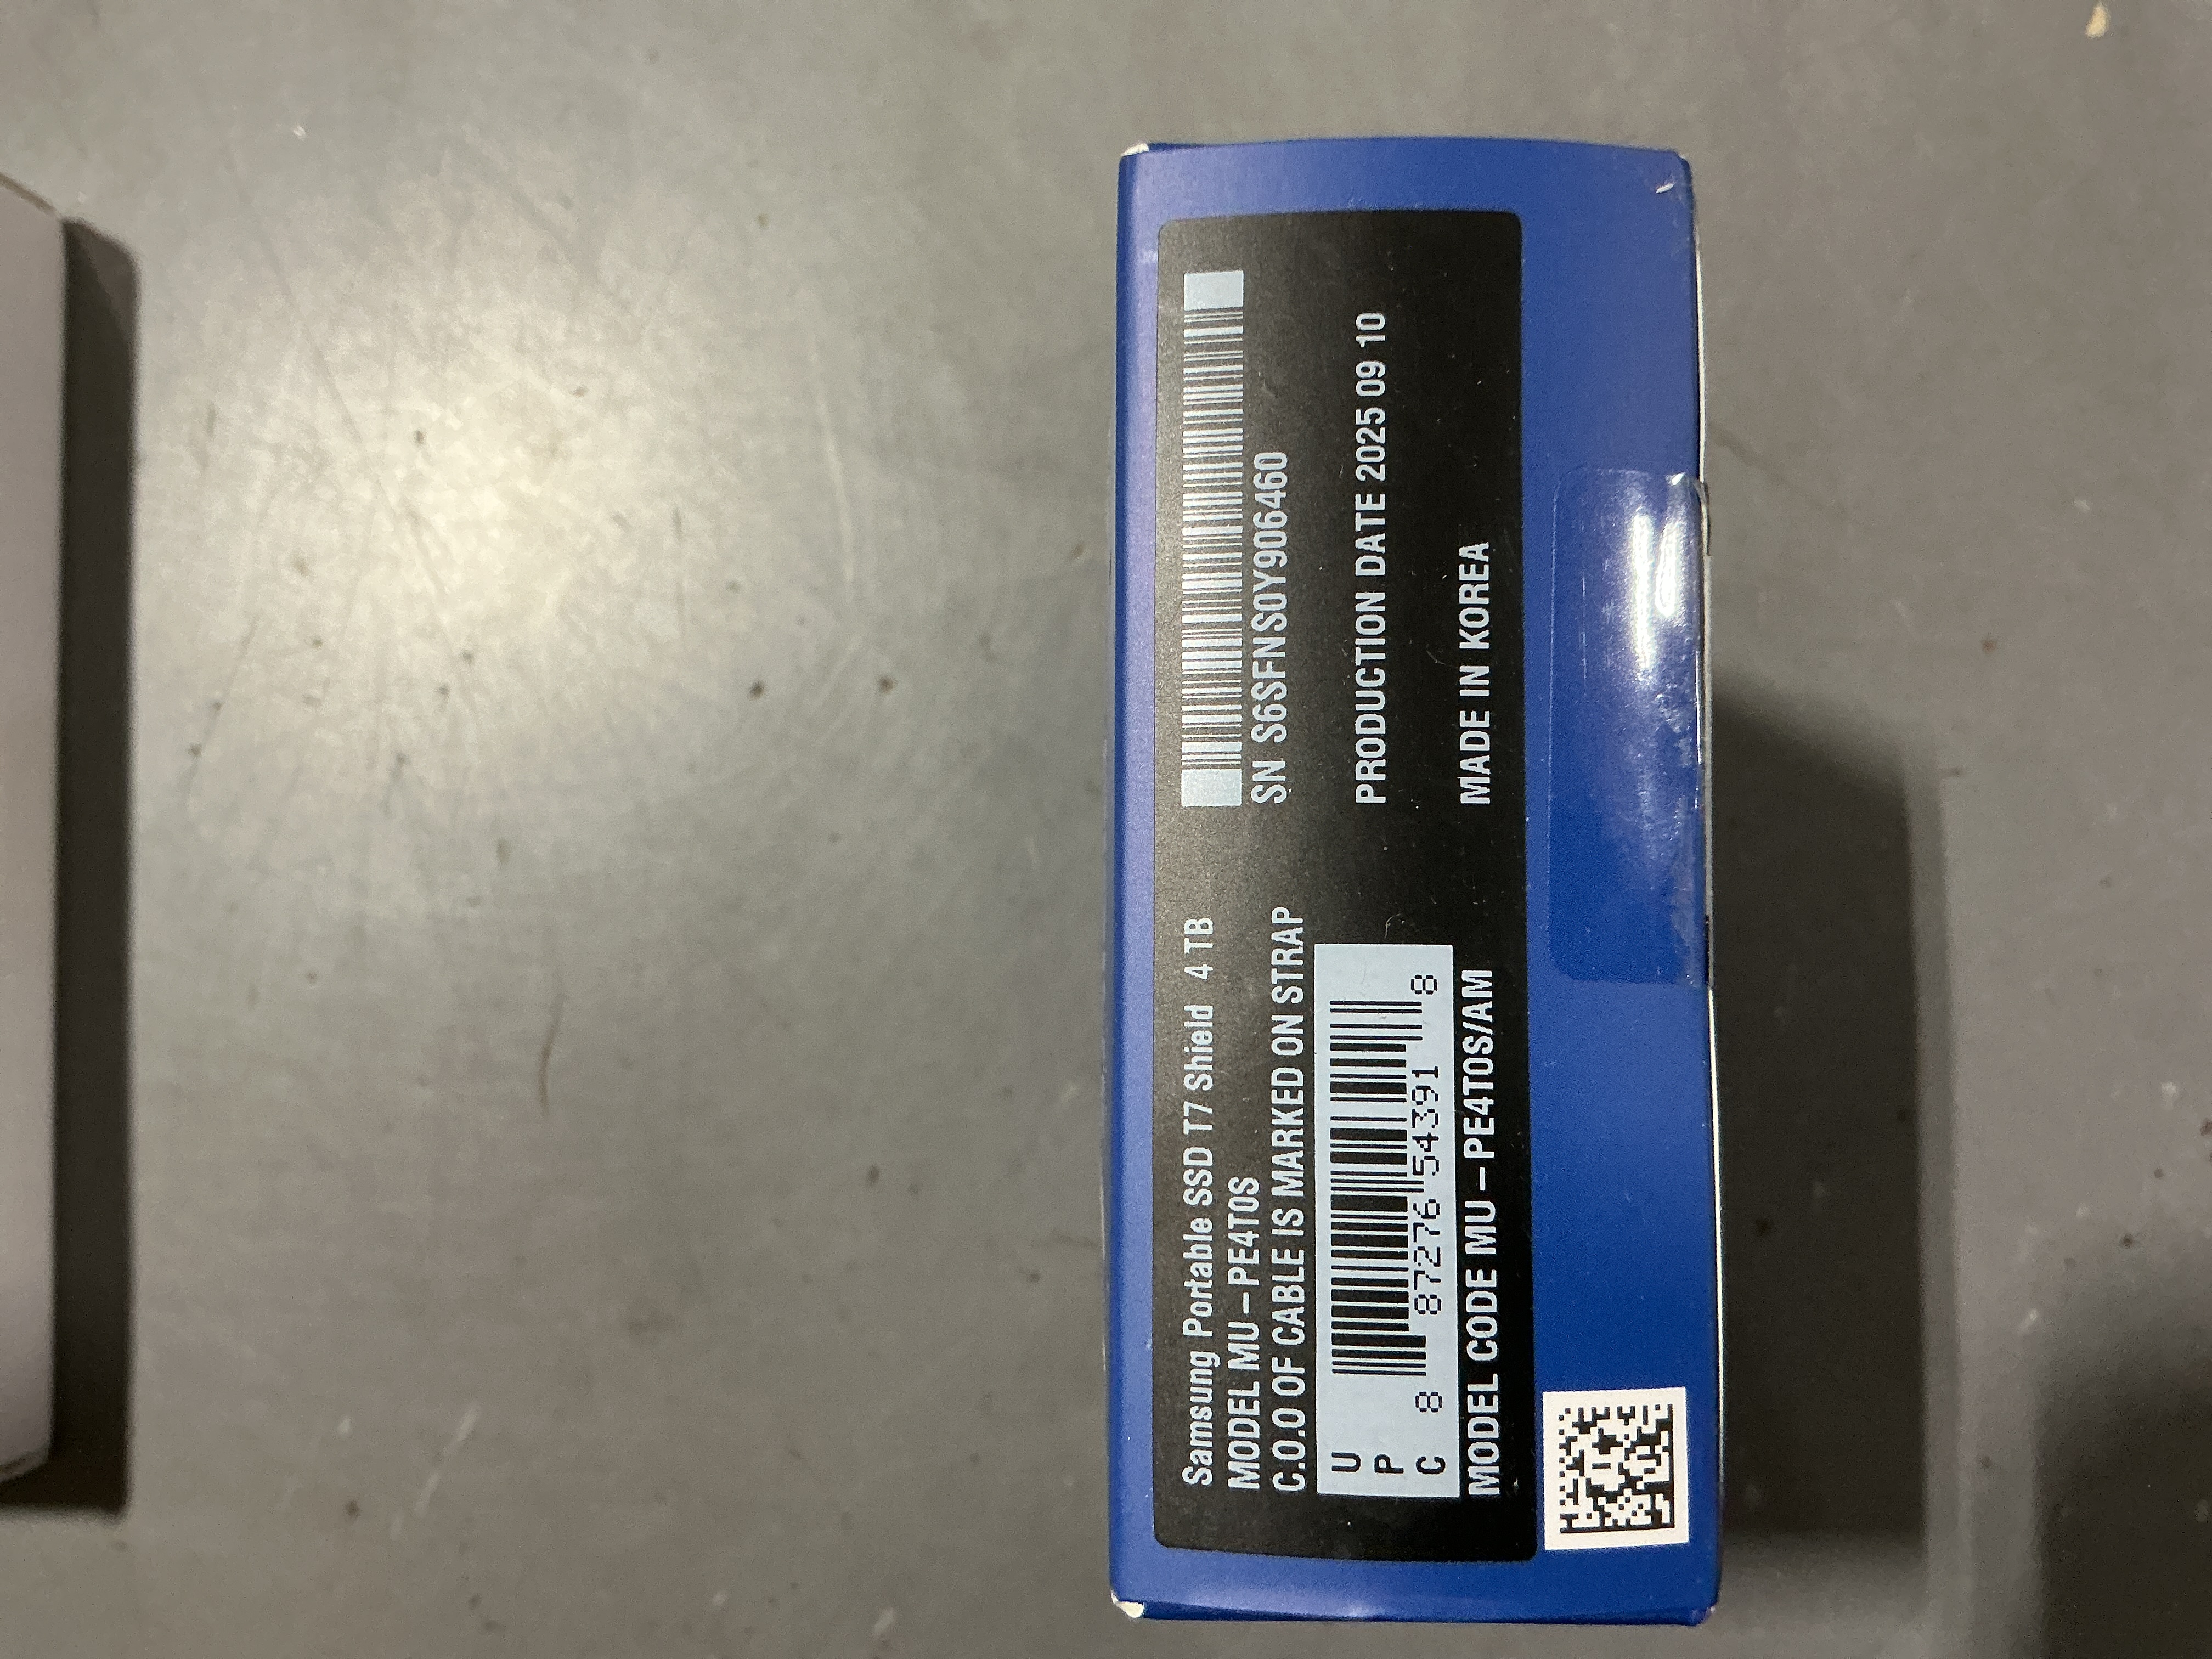 Samsung Portable SSD T7 Shield 4 TB
MODEL MU-PE4T0S
C.O.O OF CABLE IS MARKED ON STRAP
UPC
8 87276 54391 8
MODEL CODE MU-PE4T0S/AM
SN S6SFNS0Y906460
PRODUCTION DATE 2025 09 10
MADE IN KOREA